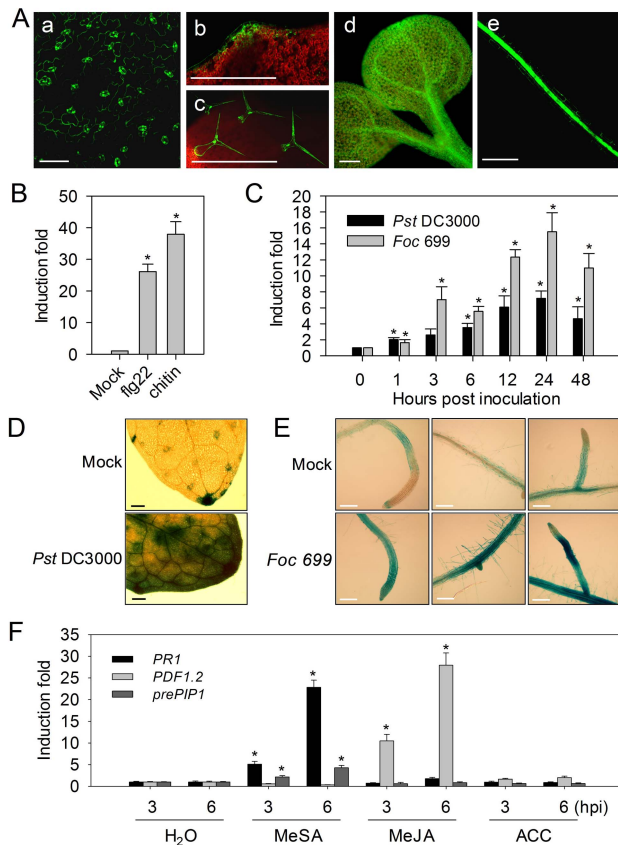 A
a
b
c
d
e
B
Induction fold
50
40
30
20
10
0
*
*
Mock
flg22
chitin
C
Induction fold
20
18
16
14
12
10
8
6
4
2
0
Pst DC3000
Foc 699
* * * * * * * * * * *
0 1 3 6 12 24 48
Hours post inoculation
D
Mock
Pst DC3000
E
Mock
Foc 699
F
Induction fold
35
30
25
20
15
10
5
0
PR1
PDF1.2
prePIP1
* * * * * *
3 6 3 6 3 6 3 6 (hpi)
H2O MeSA MeJA ACC